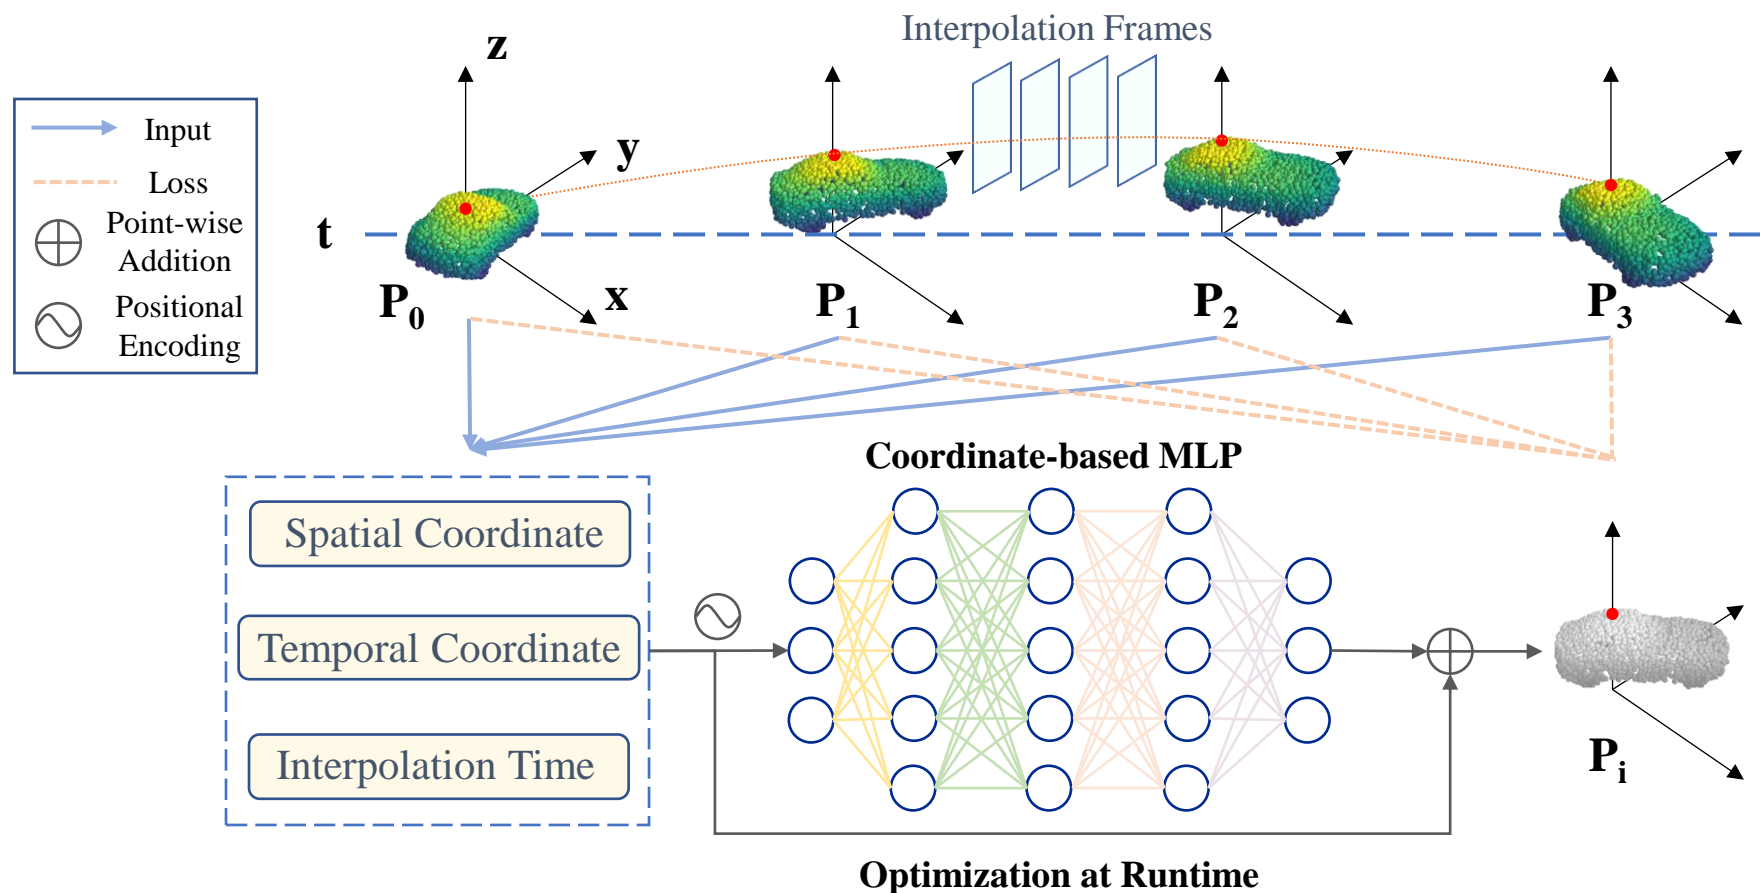 Interpolation Frames
z
y
x
t
Input
Loss
Point-wise
Addition
Positional
Encoding
P0
P1
P2
P3
Coordinate-based MLP
Spatial Coordinate
Temporal Coordinate
Interpolation Time
Pi
Optimization at Runtime